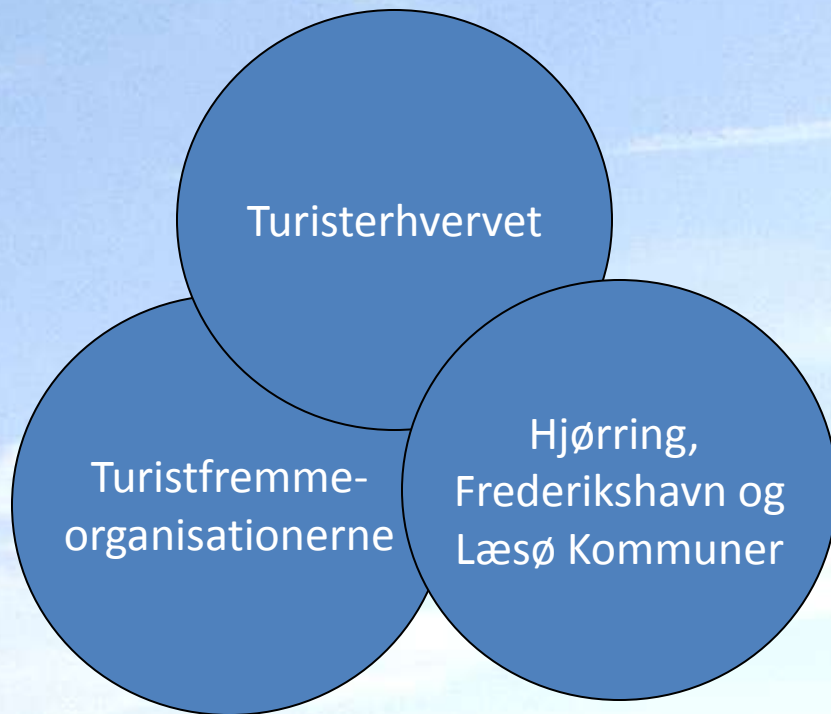 Turisterhvervet
Turistfremme-
organisationerne
Hjørring,
Frederikshavn og
Læsø Kommuner